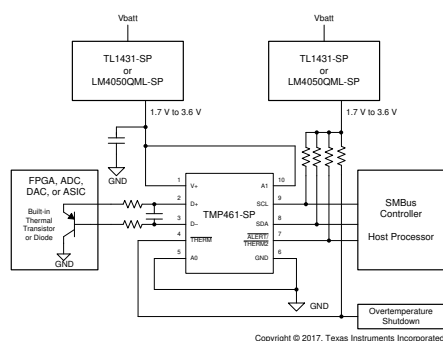 Vbatt
Vbatt
TL1431-SP
or
LM4050QML-SP
TL1431-SP
or
LM4050QML-SP
1.7 V to 3.6 V
1.7 V to 3.6 V
GND
FPGA, ADC,
DAC, or ASIC
Built-in
Thermal
Transistor
or Diode
GND
1
2
3
4
5
V+
D+
D−
THERM
A0
TMP461-SP
A1
SCL
SDA
ALERT/
THERM2
GND
10
9
8
7
6
GND
SMBus
Controller
Host Processor
Overtemperature
Shutdown
Copyright © 2017, Texas Instruments Incorporated